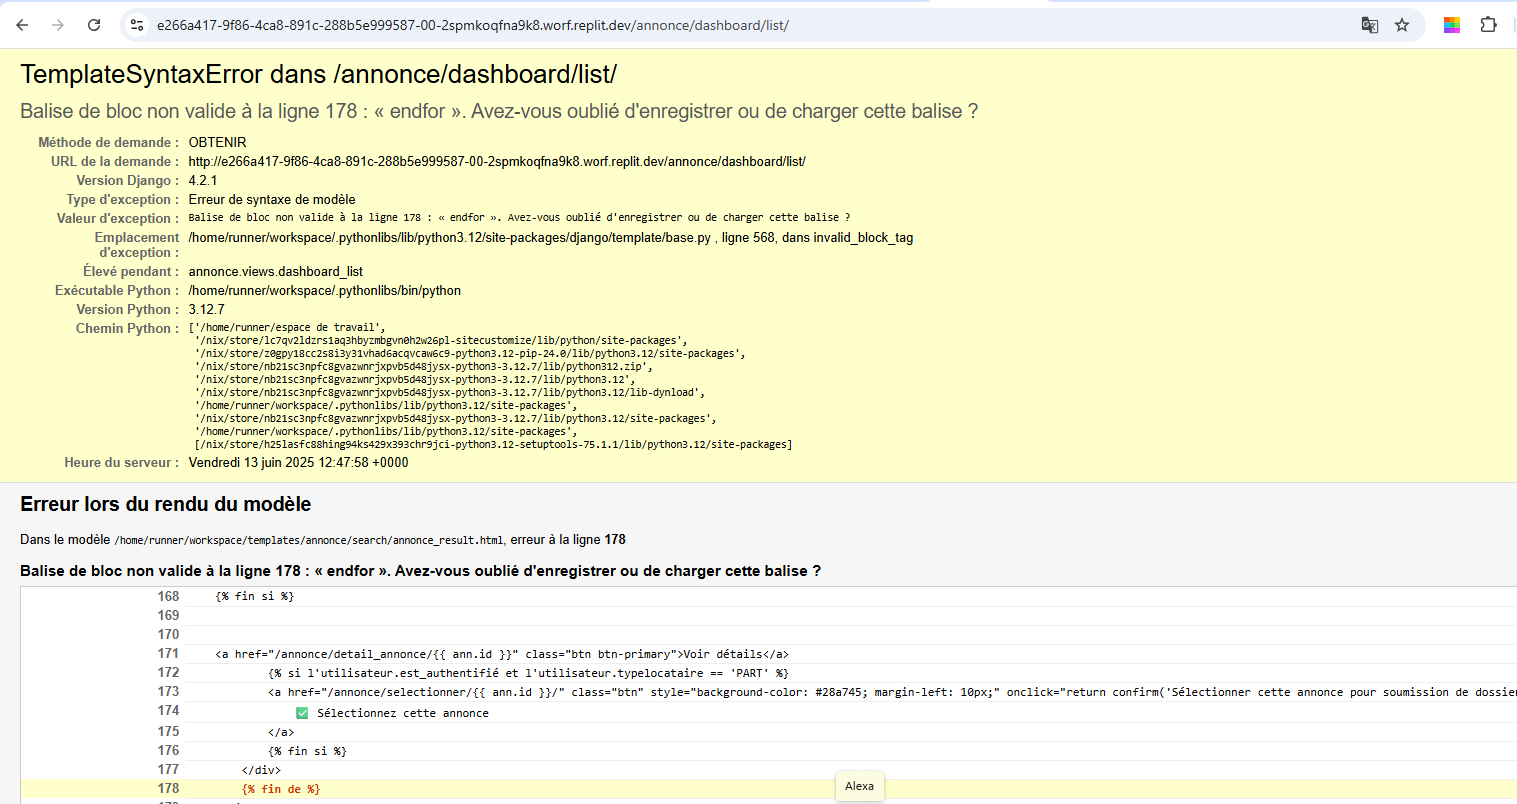 e266a417-9f86-4ca8-891c-288b5e999587-00-2spmkoqfna9k8.worf.replit.dev/annonce/dashboard/list/
TemplateSyntaxError dans /annonce/dashboard/list/
Balise de bloc non valide à la ligne 178 : « endfor ». Avez-vous oublié d'enregistrer ou de charger cette balise ?
Méthode de demande : OBTENIR
URL de la demande : http://e266a417-9f86-4ca8-891c-288b5e999587-00-2spmkoqfna9k8.worf.replit.dev/annonce/dashboard/list/
Version Django : 4.2.1
Type d'exception : Erreur de syntaxe de modèle
Valeur d'exception : Balise de bloc non valide à la ligne 178 : « endfor ». Avez-vous oublié d'enregistrer ou de charger cette balise ?
Emplacement d'exception : /home/runner/workspace/.pythonlibs/lib/python3.12/site-packages/django/template/base.py , ligne 568, dans invalid_block_tag
Élevé pendant : annonce.views.dashboard_list
Exécutable Python : /home/runner/workspace/.pythonlibs/bin/python
Version Python : 3.12.7
Chemin Python : ['/home/runner/espace de travail',
'/nix/store/lc7qv2ldzrs1aq3hbyzmbgvn0h2w26pl-sitecustomize/lib/python/site-packages',
'/nix/store/z0gpy18cc2s8i3y31vhad6acqvcaw6c9-python3.12-pip-24.0/lib/python3.12/site-packages',
'/nix/store/nb21sc3npfc8gvazwnrjxpvb5d48jysx-python3-3.12.7/lib/python312.zip',
'/nix/store/nb21sc3npfc8gvazwnrjxpvb5d48jysx-python3-3.12.7/lib/python3.12',
'/nix/store/nb21sc3npfc8gvazwnrjxpvb5d48jysx-python3-3.12.7/lib/python3.12/lib-dynload',
'/home/runner/workspace/.pythonlibs/lib/python3.12/site-packages',
'/nix/store/nb21sc3npfc8gvazwnrjxpvb5d48jysx-python3-3.12.7/lib/python3.12/site-packages',
'/home/runner/workspace/.pythonlibs/lib/python3.12/site-packages',
[/nix/store/h25lasfc88hing94ks429x393chr9jci-python3.12-setuptools-75.1.1/lib/python3.12/site-packages]
Heure du serveur : Vendredi 13 juin 2025 12:47:58 +0000
Erreur lors du rendu du modèle
Dans le modèle /home/runner/workspace/templates/annonce/search/annonce_result.html, erreur à la ligne 178
Balise de bloc non valide à la ligne 178 : « endfor ». Avez-vous oublié d'enregistrer ou de charger cette balise ?
168 {% fin si %}
169
170
171 <a href="/annonce/detail_annonce/{{ ann.id }}" class="btn btn-primary">Voir détails</a>
172 {% si l'utilisateur.est_authentifié et l'utilisateur.typelocataire == 'PART' %}
173 <a href="/annonce/selectionner/{{ ann.id }}/" class="btn" style="background-color: #28a745; margin-left: 10px;" onclick="return confirm('Sélectionner cette annonce pour soumission de dossier
174 ✅ Sélectionnez cette annonce
175 </a>
176 {% fin si %}
177 </div>
178 {% fin de %}
Alexa